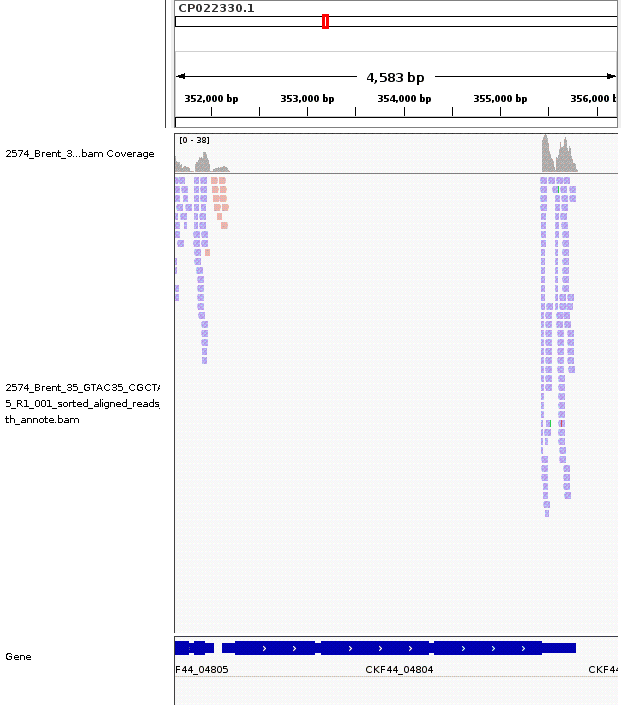 CP022330.1
4,583 bp
352,000 bp 353,000 bp 354,000 bp 355,000 bp 356,000 b
[0 - 38]
2574_Brent_3...bam Coverage
2574_Brent_35_GTAC35_CGCTA
5_R1_001_sorted_aligned_reads_
th_annote.bam
Gene
F44_04805 CKF44_04804 CKF44